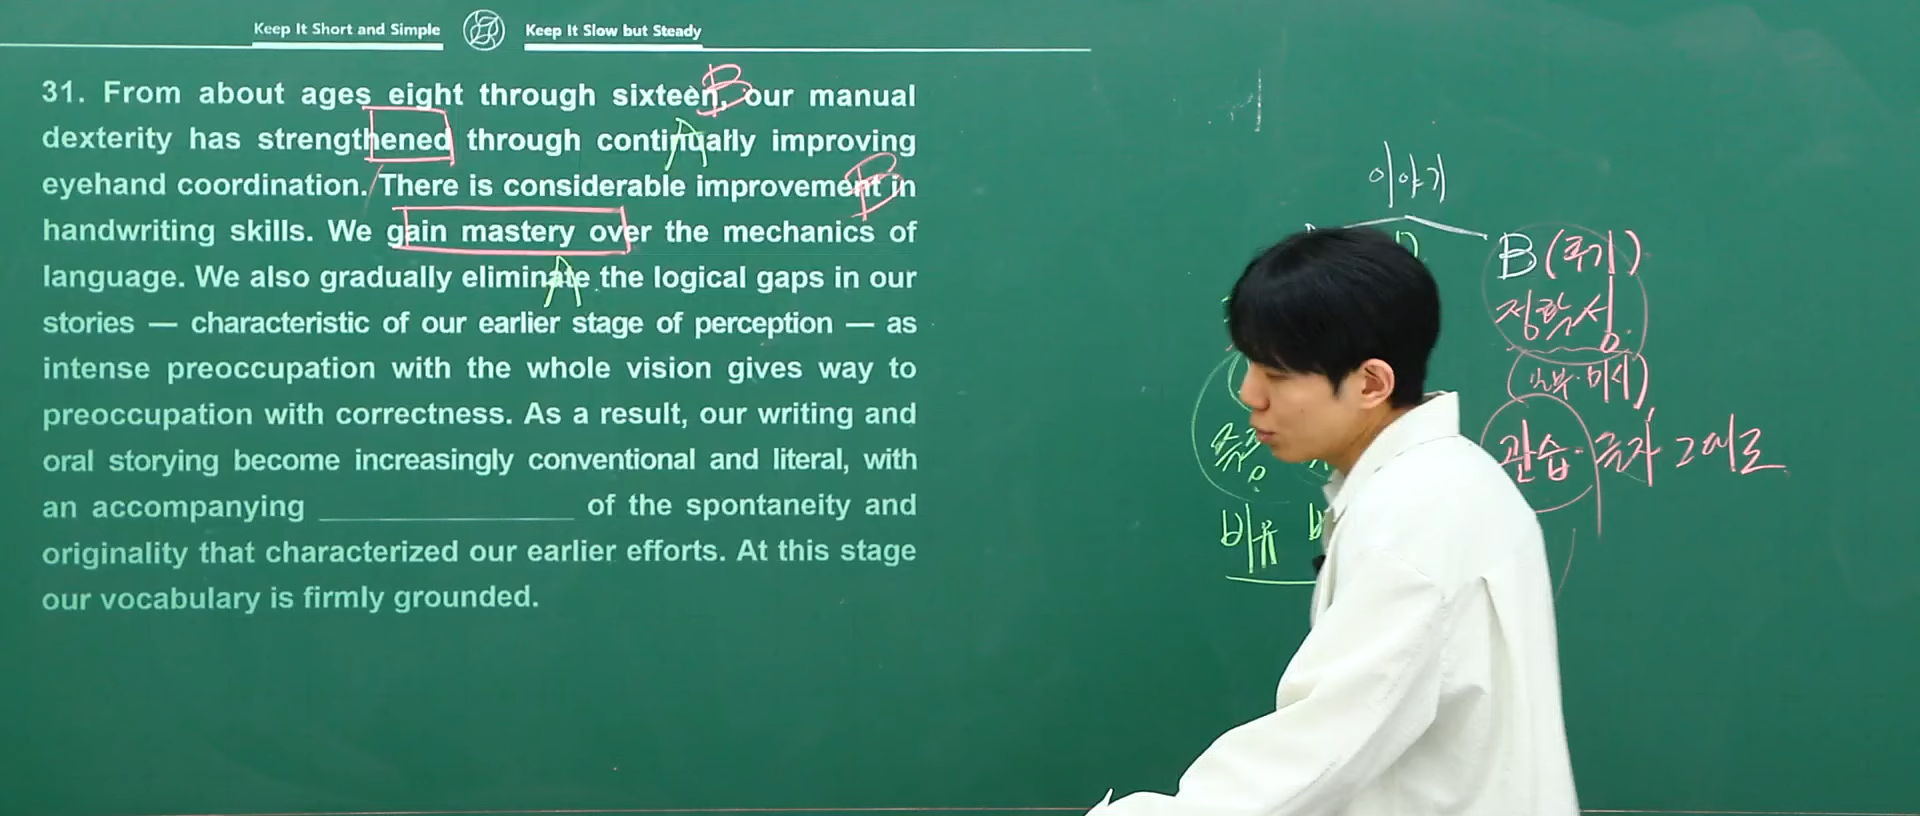 Keep It Short and Simple
Keep It Slow but Steady
31. From about ages eight through sixteen, our manual
dexterity has strengthened through continually improving
eyehand coordination. There is considerable improvement in
handwriting skills. We gain mastery over the mechanics of
language. We also gradually eliminate the logical gaps in our
stories — characteristic of our earlier stage of perception — as
intense preoccupation with the whole vision gives way to
preoccupation with correctness. As a result, our writing and
oral storying become increasingly conventional and literal, with
an accompanying ________________ of the spontaneity and
originality that characterized our earlier efforts. At this stage
our vocabulary is firmly grounded.
B
A
B
A
이야기
B (후기)
정확성
관습· 글자 그대로
비유